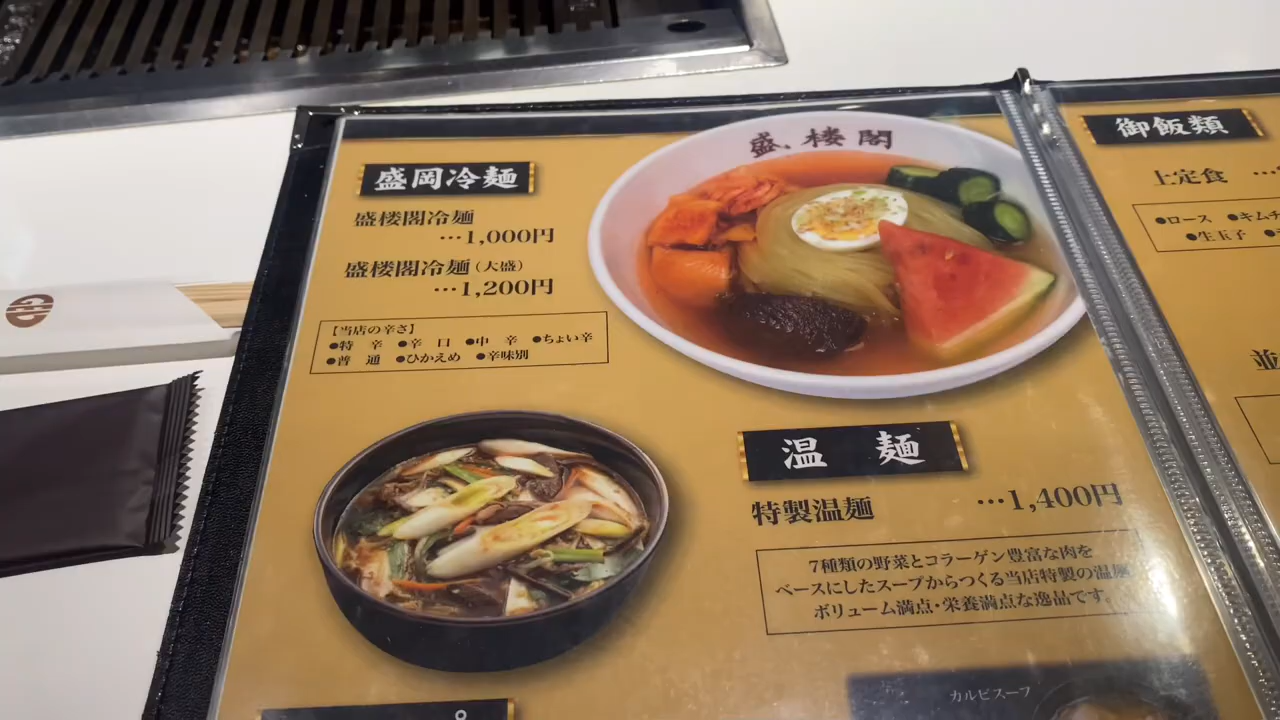 盛岡冷麺
盛楼閣冷麺
…1,000円
盛楼閣冷麺(大盛)
…1,200円
【当店の辛さ】
●特 辛 ●辛 口 ●中 辛 ●ちょい辛
●普 通 ●ひかえめ ●辛味別
盛楼閣
温 麺
特製温麺 …1,400円
7種類の野菜とコラーゲン豊富な肉を
ベースにしたスープからつくる当店特製の温麺
ボリューム満点・栄養満点な逸品です。
カルビスープ
御飯類
上定食 …
●ロース ●キムチ
●生玉子
並